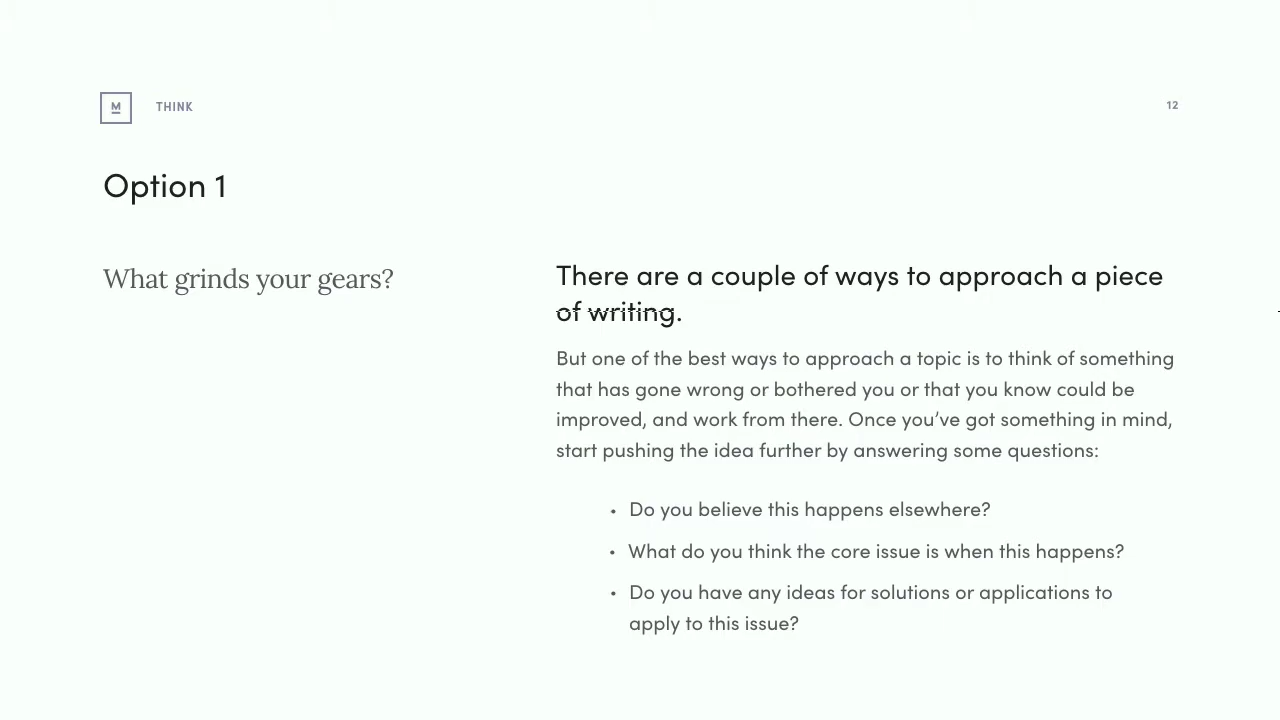 M
THINK
12
Option 1
What grinds your gears?
There are a couple of ways to approach a piece
of writing.
But one of the best ways to approach a topic is to think of something
that has gone wrong or bothered you or that you know could be
improved, and work from there. Once you’ve got something in mind,
start pushing the idea further by answering some questions:
• Do you believe this happens elsewhere?
• What do you think the core issue is when this happens?
• Do you have any ideas for solutions or applications to
apply to this issue?